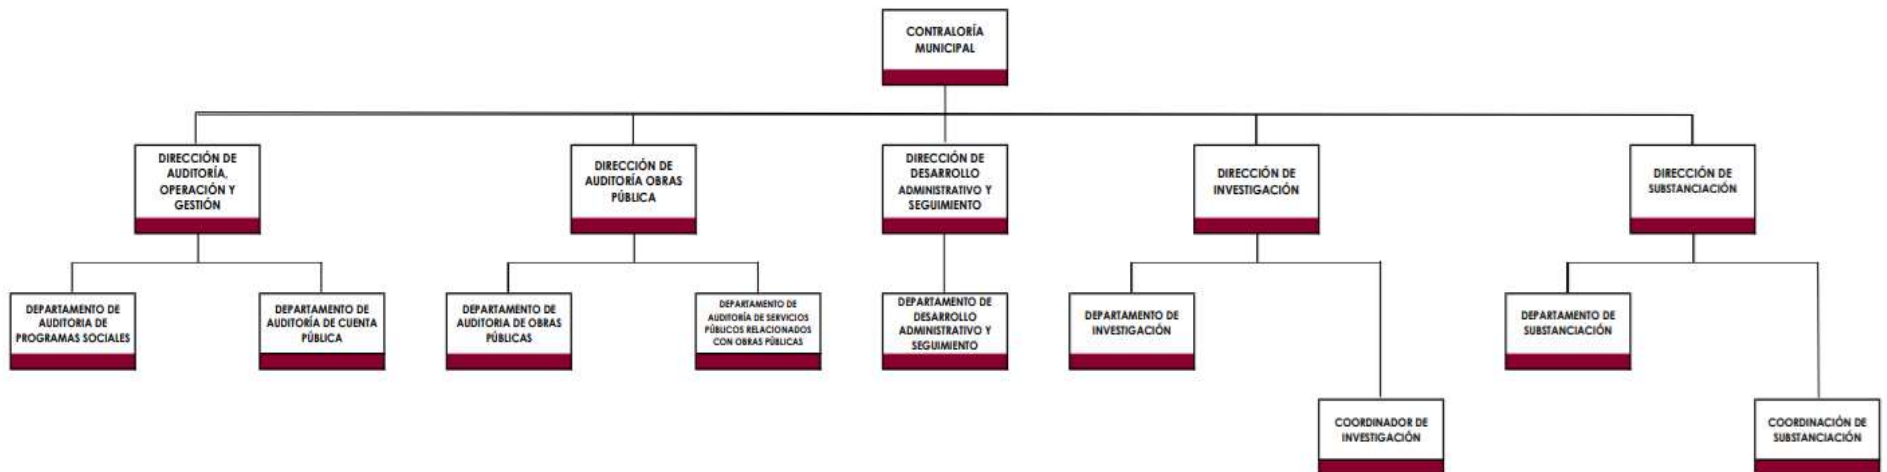 CONTRALORÍA
MUNICIPAL
DIRECCIÓN DE
AUDITORÍA,
OPERACIÓN Y
GESTIÓN
DIRECCIÓN DE
AUDITORÍA OBRAS
PÚBLICA
DIRECCIÓN DE
DESARROLLO
ADMINISTRATIVO Y
SEGUIMIENTO
DIRECCIÓN DE
INVESTIGACIÓN
DIRECCIÓN DE
SUBSTANCIACIÓN
DEPARTAMENTO DE
AUDITORIA DE
PROGRAMAS SOCIALES
DEPARTAMENTO DE
AUDITORÍA DE CUENTA
PÚBLICA
DEPARTAMENTO DE
AUDITORIA DE OBRAS
PÚBLICAS
DEPARTAMENTO DE
AUDITORÍA DE SERVICIOS
PÚBLICOS RELACIONADOS
CON OBRAS PÚBLICAS
DEPARTAMENTO DE
DESARROLLO
ADMINISTRATIVO Y
SEGUIMIENTO
DEPARTAMENTO DE
INVESTIGACIÓN
DEPARTAMENTO DE
SUBSTANCIACIÓN
COORDINADOR DE
INVESTIGACIÓN
COORDINACIÓN DE
SUBSTANCIACIÓN